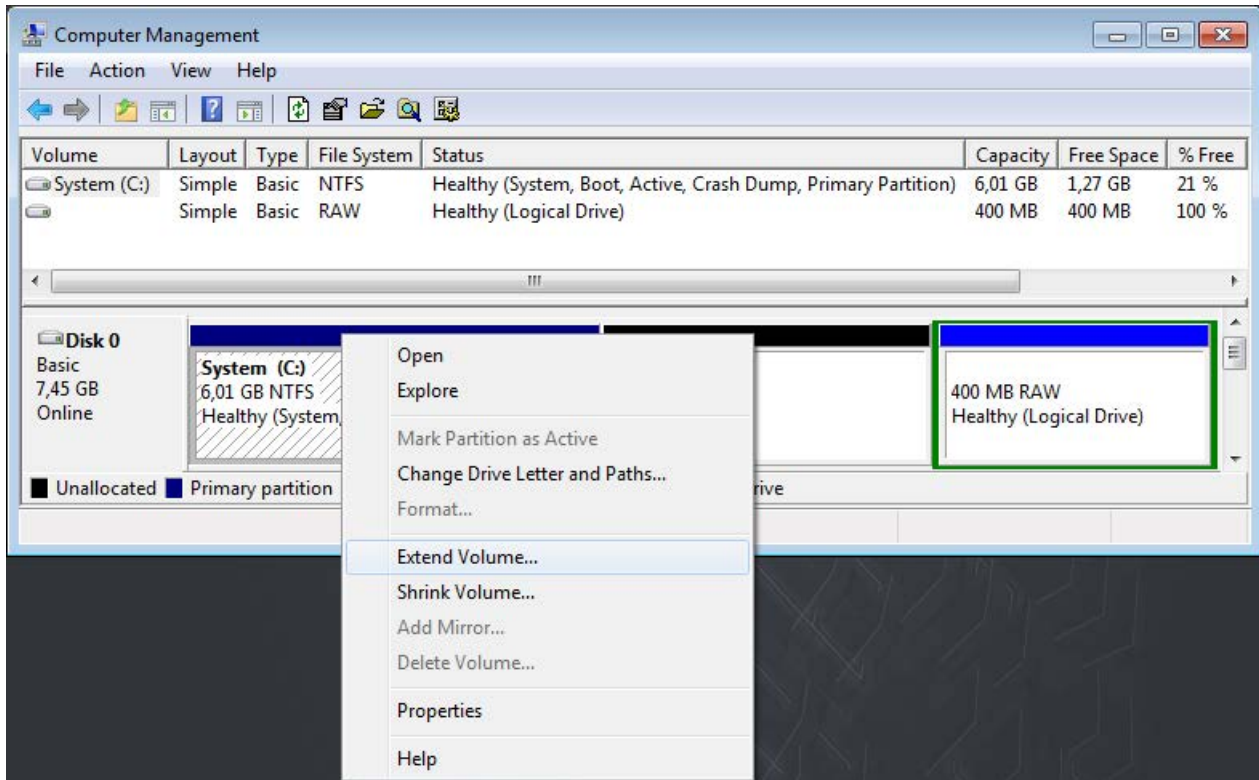 Computer Management
File Action View Help
Volume Layout Type File System Status Capacity Free Space % Free
System (C:) Simple Basic NTFS Healthy (System, Boot, Active, Crash Dump, Primary Partition) 6,01 GB 1,27 GB 21 %
Simple Basic RAW Healthy (Logical Drive) 400 MB 400 MB 100 %
Disk 0
Basic
7,45 GB
Online
System (C:)
6,01 GB NTFS
Healthy (System,
400 MB RAW
Healthy (Logical Drive)
Unallocated Primary partition rive
Open
Explore
Mark Partition as Active
Change Drive Letter and Paths...
Format...
Extend Volume...
Shrink Volume...
Add Mirror...
Delete Volume...
Properties
Help